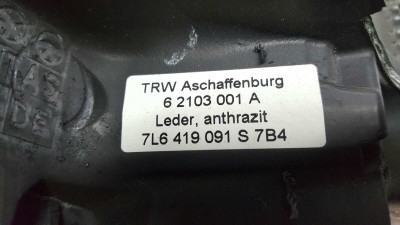 TRW Aschaffenburg
6 2103 001 A
Leder, anthrazit
7L6 419 091 S 7B4